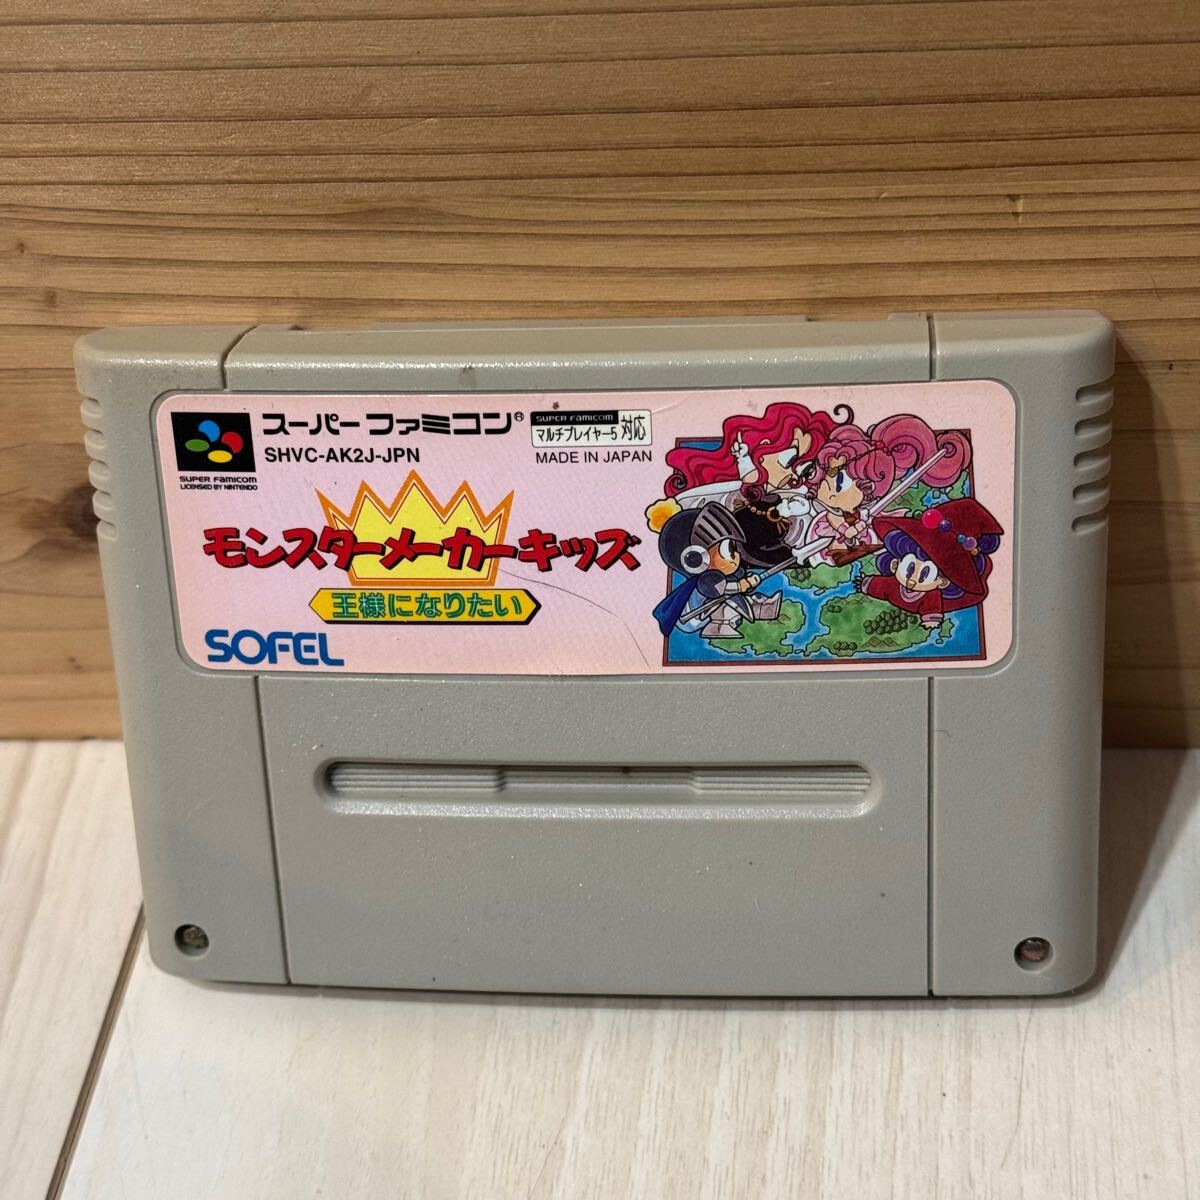 スーパーファミコン®
SHVC-AK2J-JPN
SUPER FAMICOM
LICENSED BY NINTENDO
SUPER FAMICOM
マルチプレイヤー5 対応
MADE IN JAPAN
モンスターメーカーキッズ
王様になりたい
SOFEL